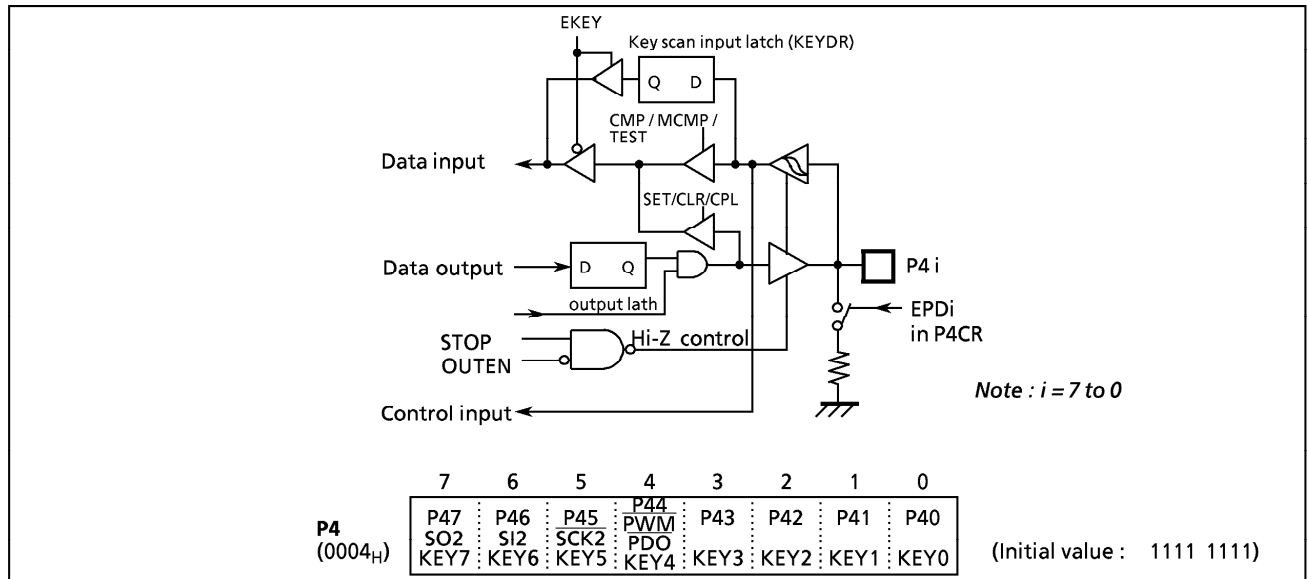 EKEY
Key scan input latch (KEYDR)
Q D
CMP / MCMP /
TEST
Data input
SET/CLR/CPL
Data output
D Q
P4 i
output lath
EPDi
in P4CR
STOP
OUTEN
Hi-Z control
Note : i = 7 to 0
Control input
7 6 5 4 3 2 1 0
P4
(0004H)
P47 SO2 KEY7
P46 SI2 KEY6
P45 SCK2 KEY5
P44 PWM PDO KEY4
P43 KEY3
P42 KEY2
P41 KEY1
P40 KEY0
(Initial value : 1111 1111)